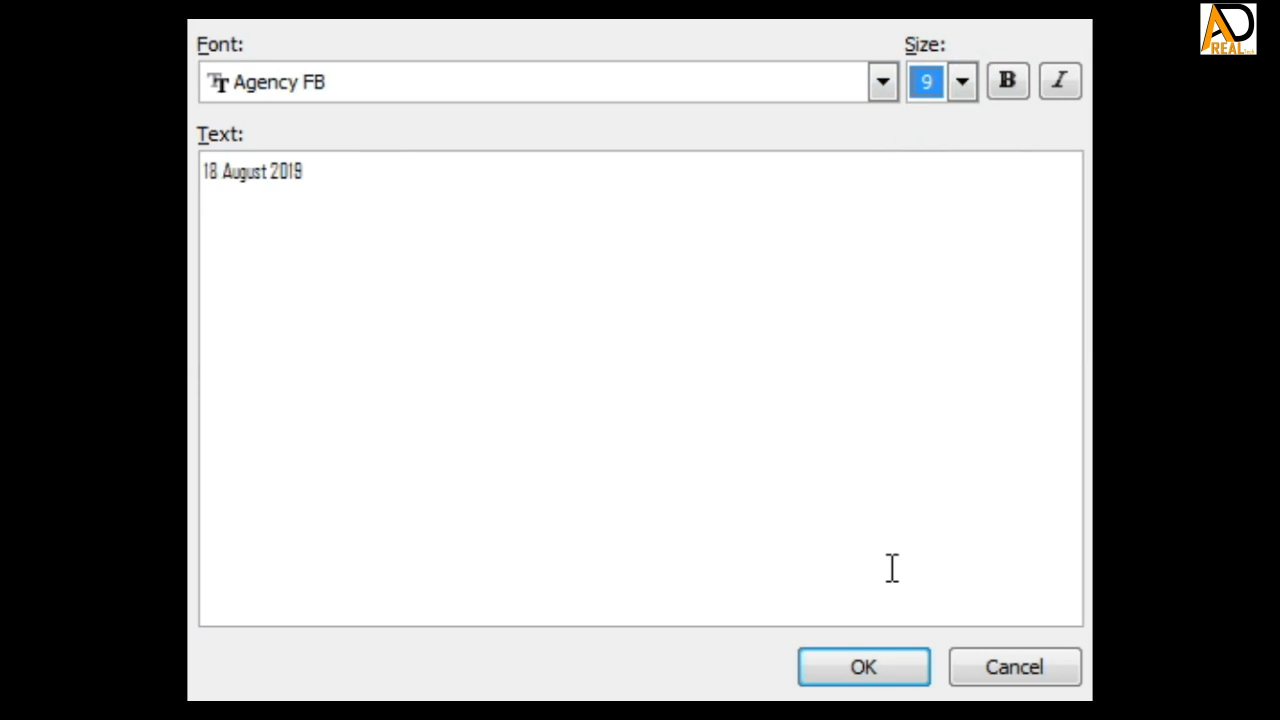 Font:
Size:
Agency FB
9
B
I
Text:
18 August 2019
OK
Cancel
AD
REAL